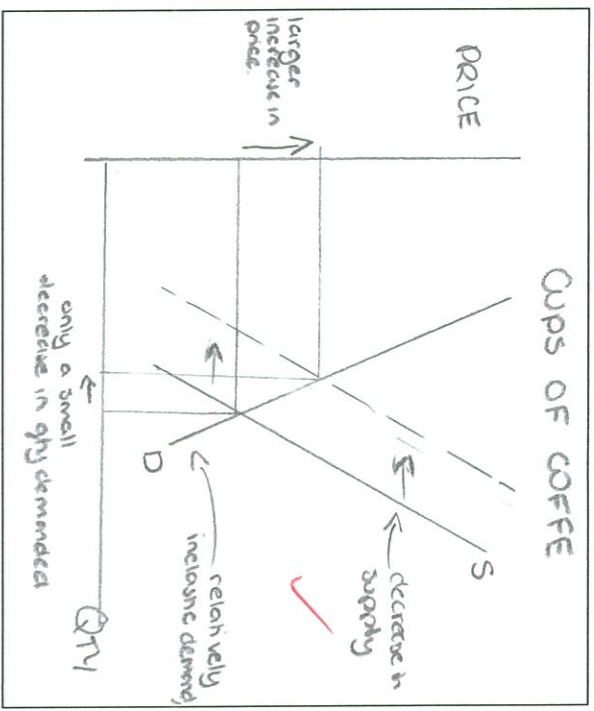 CUPS OF COFFE
PRICE
larger
increase in
price.
S
decrease in
supply
relatively
inelastic demand
D
only a small
decrease in qty demanded
QTY